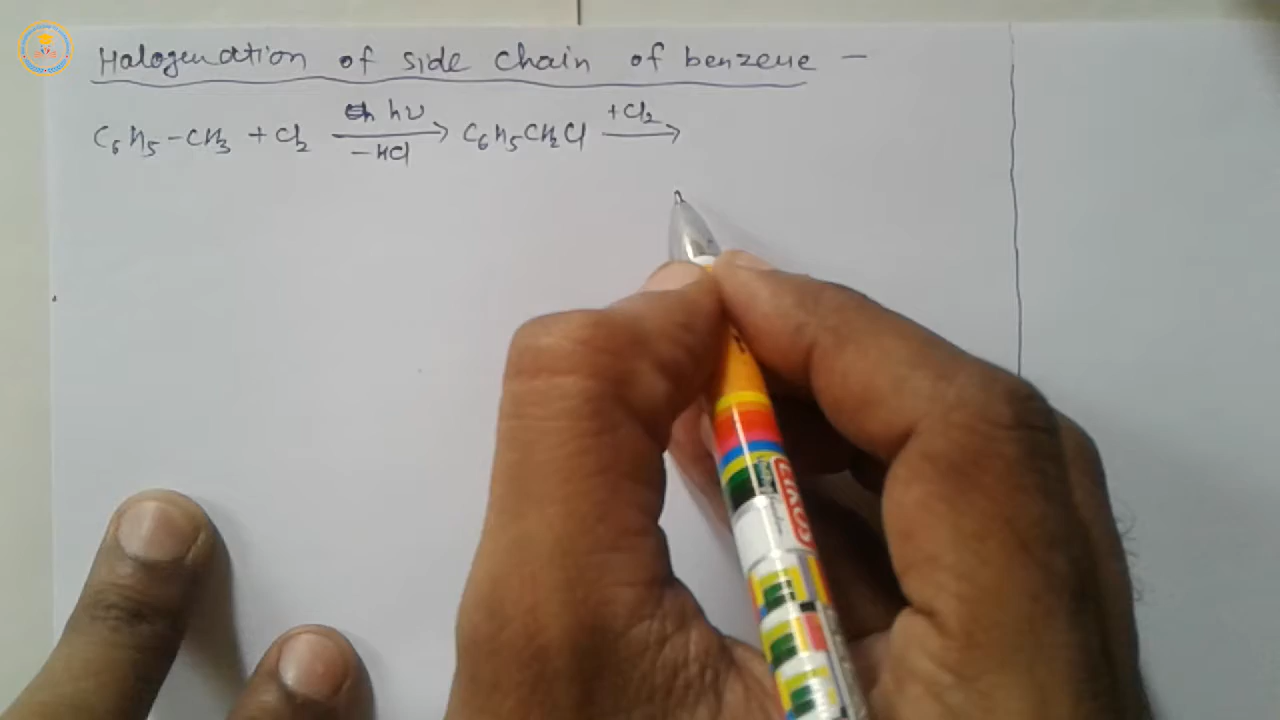 Halogenation of side chain of benzene -
C₆H₅-CH₃ + Cl₂ hν → -HCl C₆H₅CH₂Cl +Cl₂ →